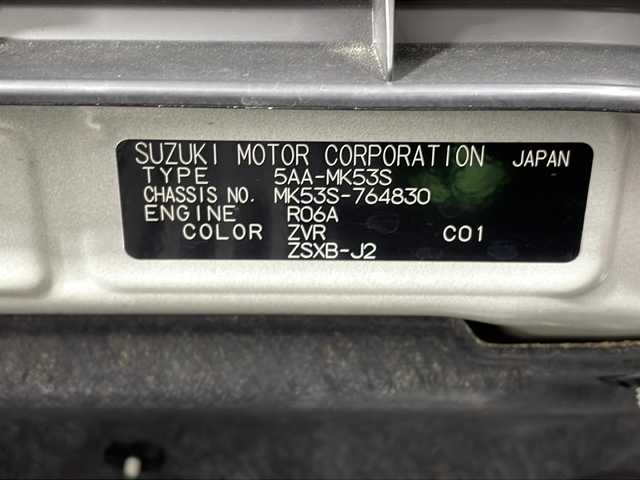 SUZUKI MOTOR CORPORATION JAPAN
TYPE 5AA-MK53S
CHASSIS NO. MK53S-764830
ENGINE R06A
COLOR ZVR C01
ZSXB-J2